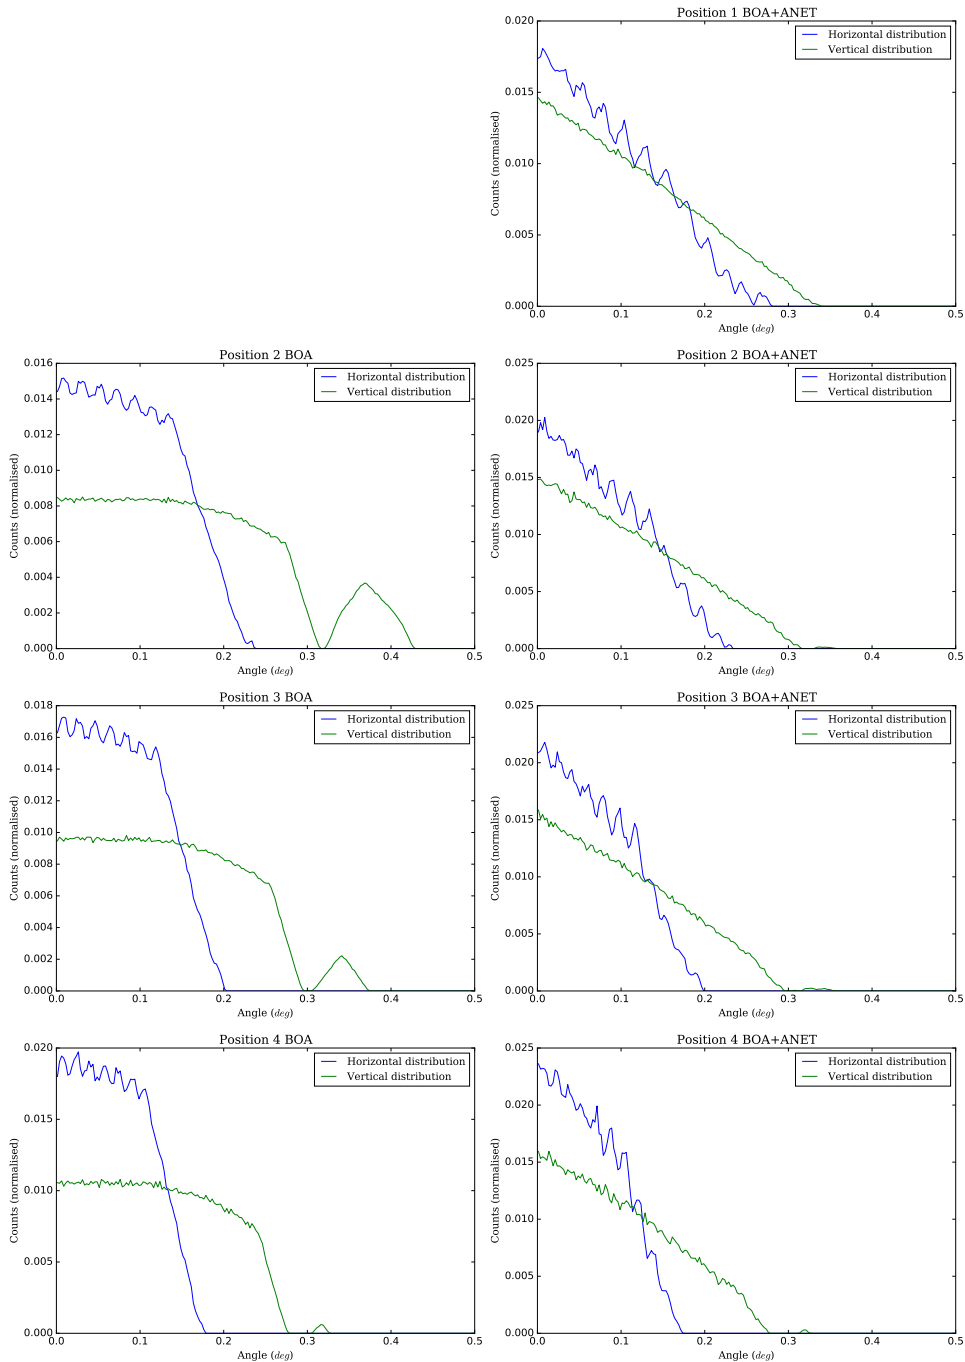 Position 1 BOA+ANET
Horizontal distribution
Vertical distribution
Counts (normalised)
0.020
0.015
0.010
0.005
0.000
0.0 0.1 0.2 0.3 0.4 0.5
Angle (deg)
Position 2 BOA
Horizontal distribution
Vertical distribution
Counts (normalised)
0.016
0.014
0.012
0.010
0.008
0.006
0.004
0.002
0.000
0.0 0.1 0.2 0.3 0.4 0.5
Angle (deg)
Position 2 BOA+ANET
Horizontal distribution
Vertical distribution
Counts (normalised)
0.025
0.020
0.015
0.010
0.005
0.000
0.0 0.1 0.2 0.3 0.4 0.5
Angle (deg)
Position 3 BOA
Horizontal distribution
Vertical distribution
Counts (normalised)
0.018
0.016
0.014
0.012
0.010
0.008
0.006
0.004
0.002
0.000
0.0 0.1 0.2 0.3 0.4 0.5
Angle (deg)
Position 3 BOA+ANET
Horizontal distribution
Vertical distribution
Counts (normalised)
0.025
0.020
0.015
0.010
0.005
0.000
0.0 0.1 0.2 0.3 0.4 0.5
Angle (deg)
Position 4 BOA
Horizontal distribution
Vertical distribution
Counts (normalised)
0.020
0.015
0.010
0.005
0.000
0.0 0.1 0.2 0.3 0.4 0.5
Angle (deg)
Position 4 BOA+ANET
Horizontal distribution
Vertical distribution
Counts (normalised)
0.025
0.020
0.015
0.010
0.005
0.000
0.0 0.1 0.2 0.3 0.4 0.5
Angle (deg)